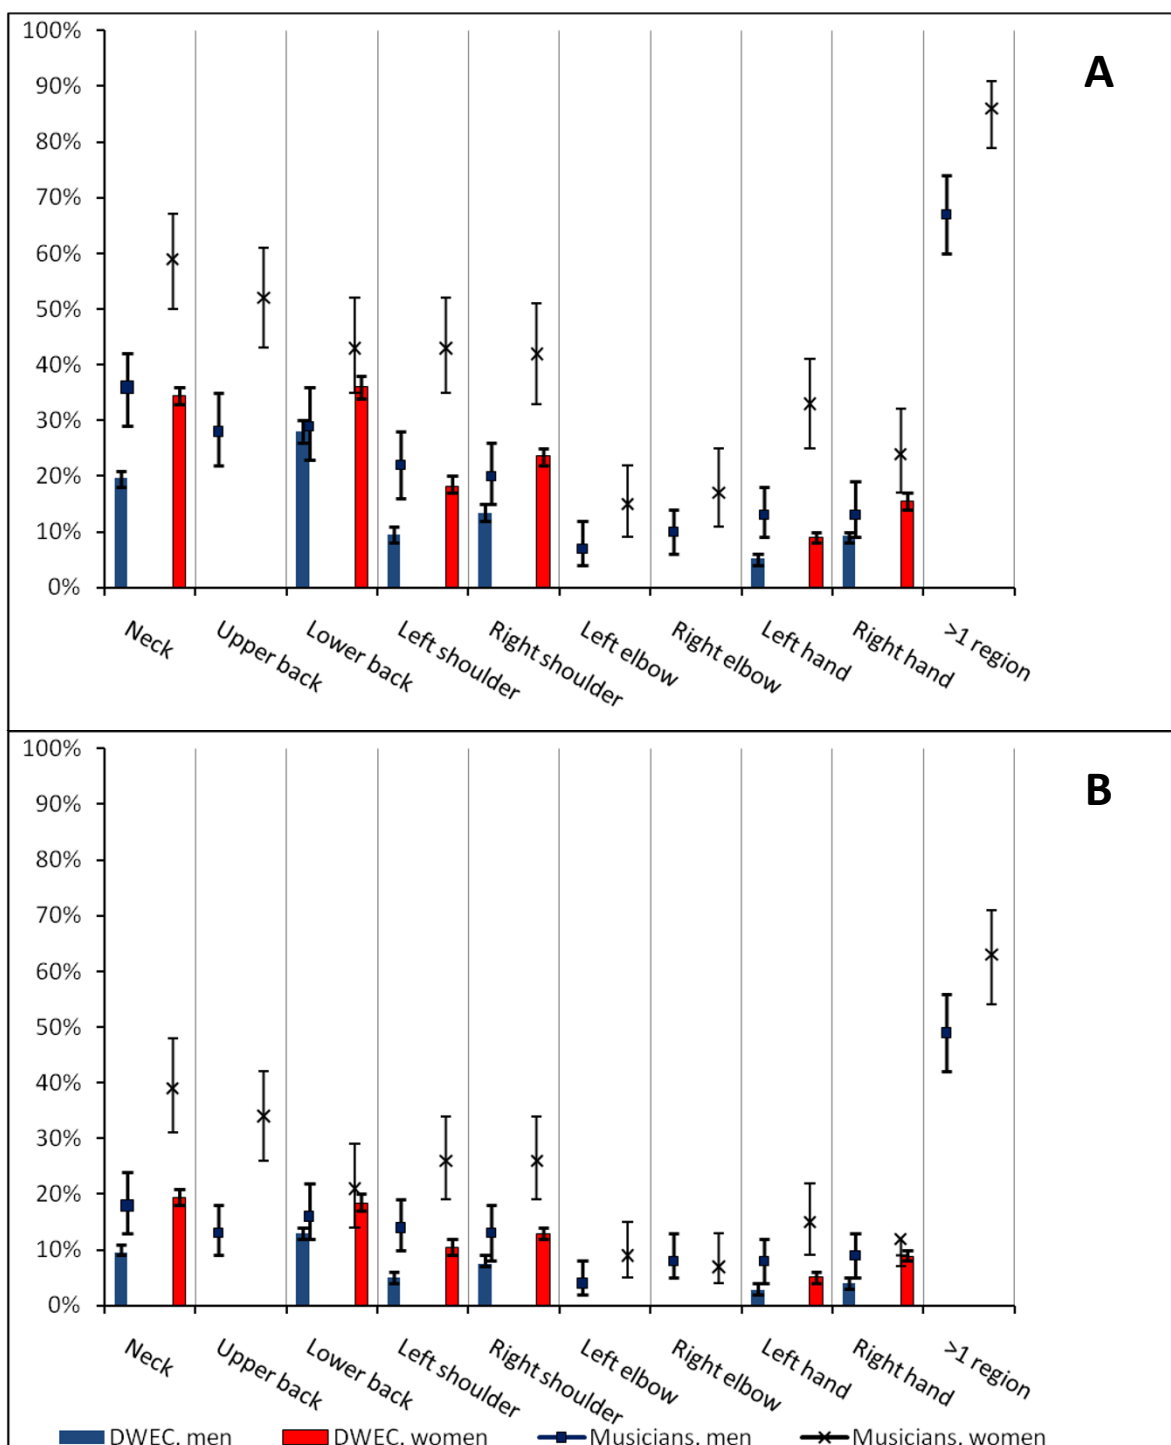 100%
90%
80%
70%
60%
50%
40%
30%
20%
10%
0%
A
Neck
Upper back
Lower back
Left shoulder
Right shoulder
Left elbow
Right elbow
Left hand
Right hand
>1 region
100%
90%
80%
70%
60%
50%
40%
30%
20%
10%
0%
B
Neck
Upper back
Lower back
Left shoulder
Right shoulder
Left elbow
Right elbow
Left hand
Right hand
>1 region
DWEC, men DWEC, women Musicians, men Musicians, women